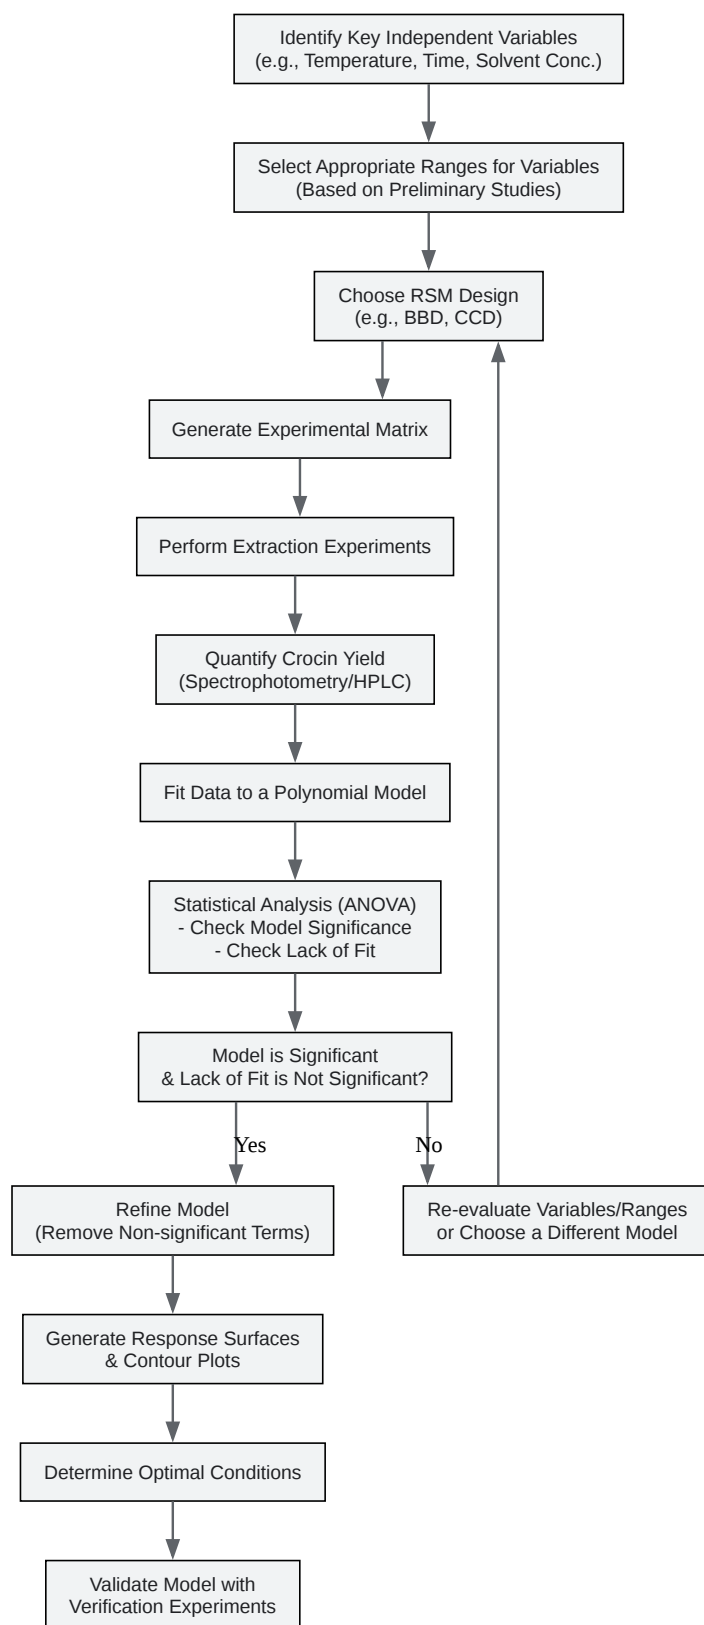 Identify Key Independent Variables
(e.g., Temperature, Time, Solvent Conc.)
Select Appropriate Ranges for Variables
(Based on Preliminary Studies)
Choose RSM Design
(e.g., BBD, CCD)
Generate Experimental Matrix
Perform Extraction Experiments
Quantify Crocin Yield
(Spectrophotometry/HPLC)
Fit Data to a Polynomial Model
Statistical Analysis (ANOVA)
- Check Model Significance
- Check Lack of Fit
Model is Significant
& Lack of Fit is Not Significant?
Yes
No
Refine Model
(Remove Non-significant Terms)
Re-evaluate Variables/Ranges
or Choose a Different Model
Generate Response Surfaces
& Contour Plots
Determine Optimal Conditions
Validate Model with
Verification Experiments